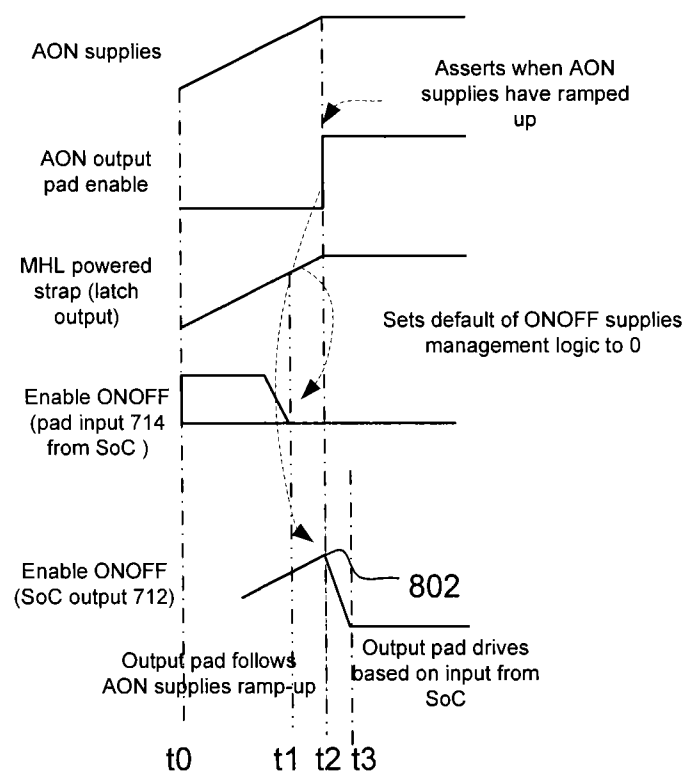 AON supplies
Asserts when AON
supplies have ramped
up
AON output
pad enable
MHL powered
strap (latch
output)
Sets default of ONOFF supplies
management logic to 0
Enable ONOFF
(pad input 714
from SoC )
Enable ONOFF
(SoC output 712)
802
Output pad follows
AON supplies ramp-up
Output pad drives
based on input from
SoC
t0
t1
t2
t3